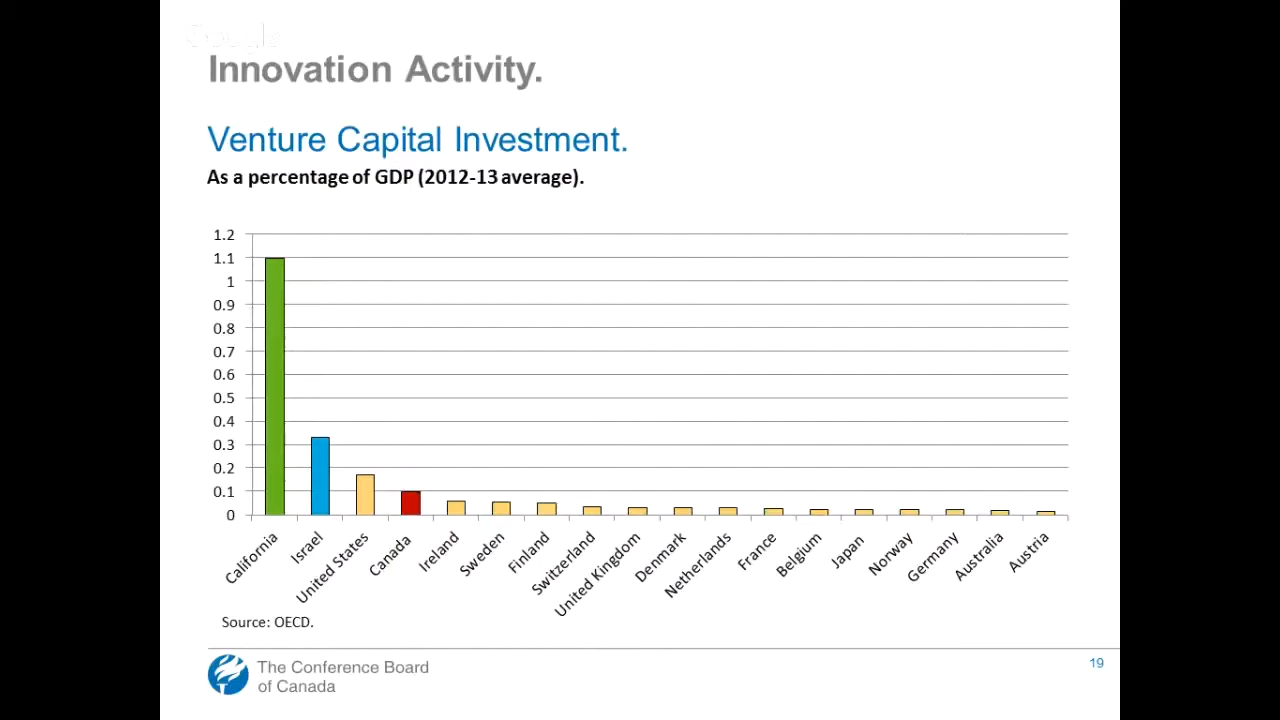 Google
Innovation Activity.
Venture Capital Investment.
As a percentage of GDP (2012-13 average).
1.2
1.1
1
0.9
0.8
0.7
0.6
0.5
0.4
0.3
0.2
0.1
0
California
Israel
United States
Canada
Ireland
Sweden
Finland
Switzerland
United Kingdom
Denmark
Netherlands
France
Belgium
Japan
Norway
Germany
Australia
Austria
Source: OECD.
The Conference Board
of Canada
19